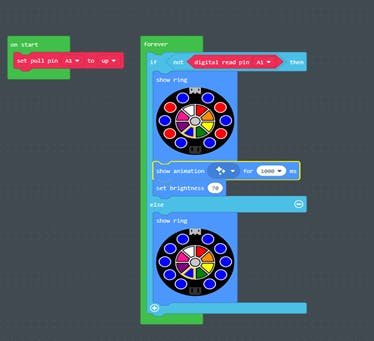 on start
set pull pin A1 to up
forever
if not digital read pin A1 then
show ring
show animation for 1000 ms
set brightness 70
else
show ring